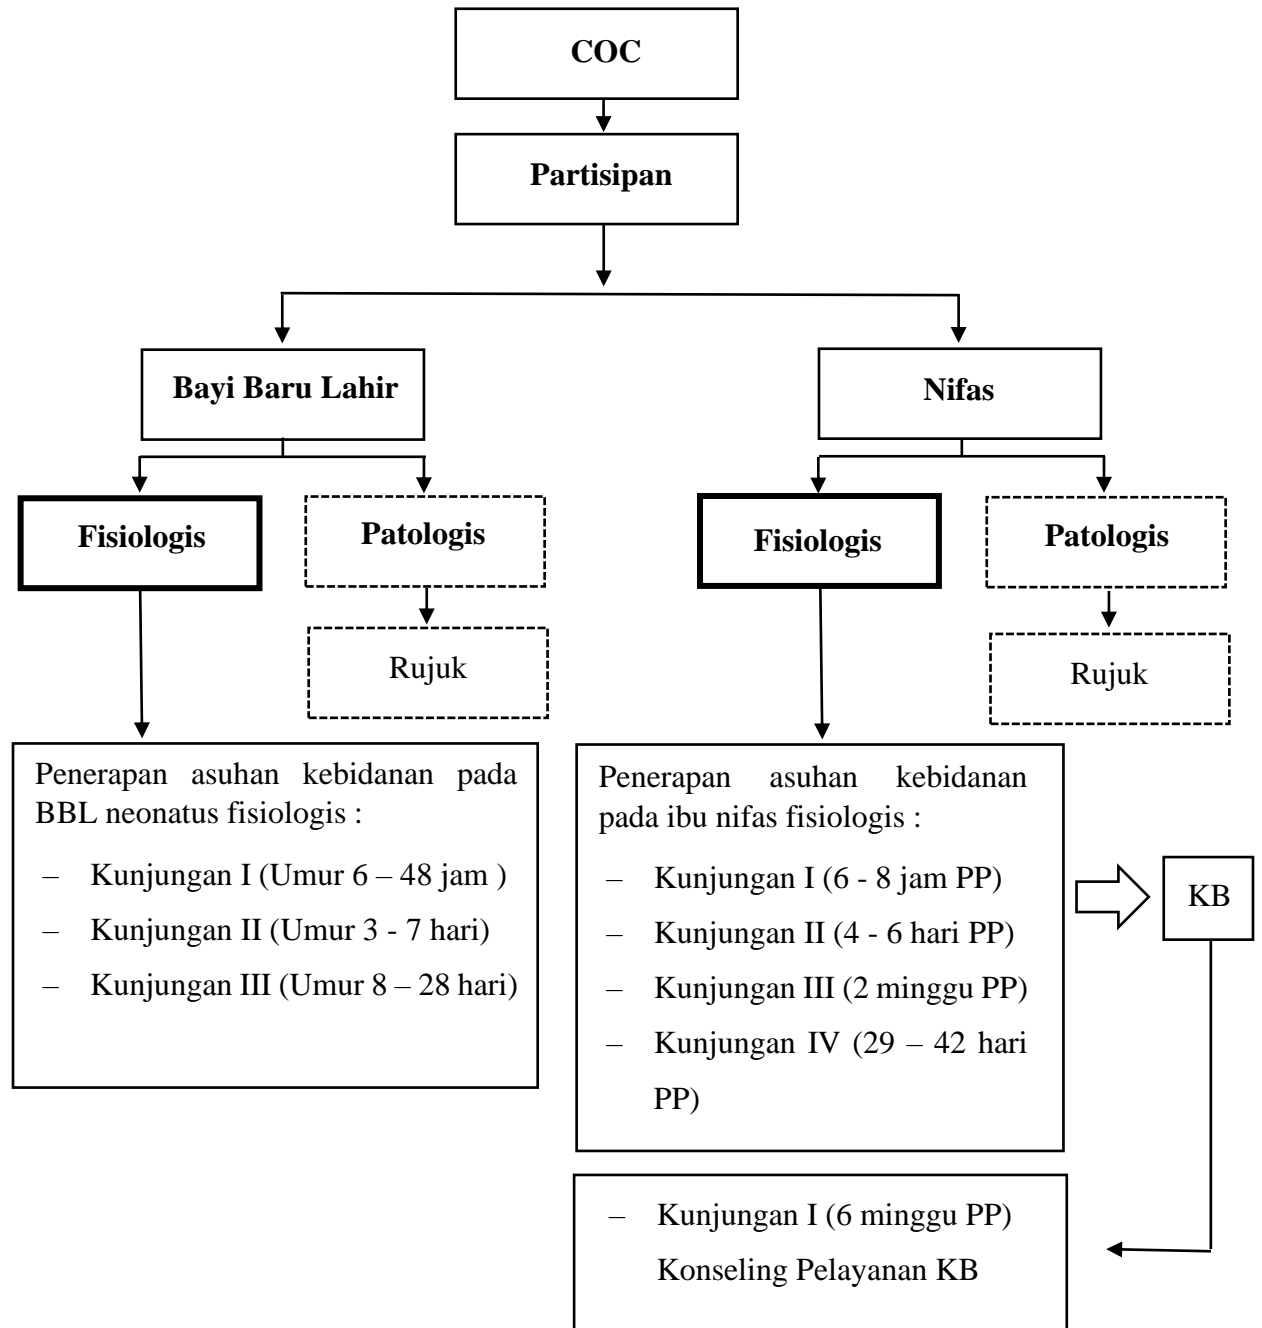 COC
Partisipan
Bayi Baru Lahir
Nifas
Fisiologis
Patologis
Fisiologis
Patologis
Rujuk
Rujuk
Penerapan asuhan kebidanan pada
BBL neonatus fisiologis :
– Kunjungan I (Umur 6 – 48 jam )
– Kunjungan II (Umur 3 - 7 hari)
– Kunjungan III (Umur 8 – 28 hari)
Penerapan asuhan kebidanan
pada ibu nifas fisiologis :
– Kunjungan I (6 - 8 jam PP)
– Kunjungan II (4 - 6 hari PP)
– Kunjungan III (2 minggu PP)
– Kunjungan IV (29 – 42 hari
PP)
KB
– Kunjungan I (6 minggu PP)
Konseling Pelayanan KB